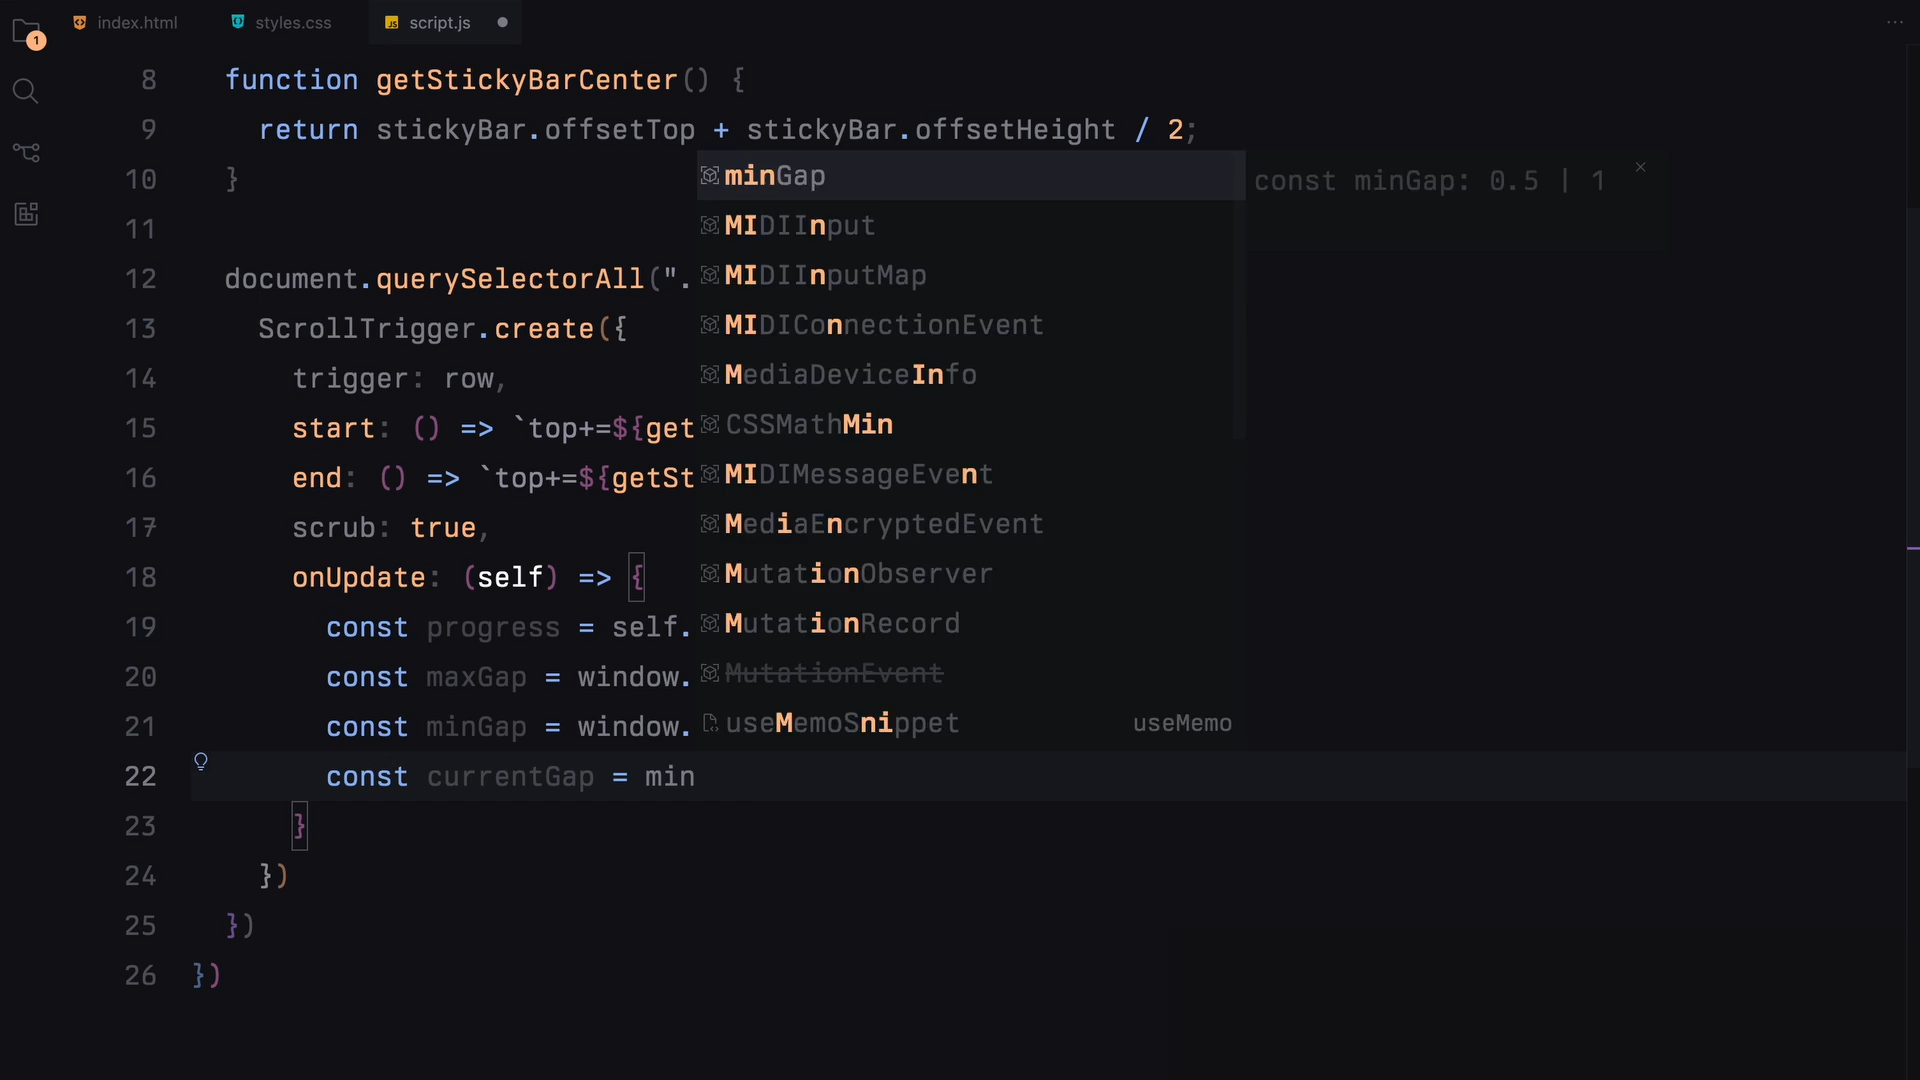 1
index.html
styles.css
JS script.js
...
8 function getStickyBarCenter() {
9 return stickyBar.offsetTop + stickyBar.offsetHeight / 2;
10 }
11
12 document.querySelectorAll(".
13 ScrollTrigger.create({
14 trigger: row,
15 start: () => `top+=${get
16 end: () => `top+=${getSt
17 scrub: true,
18 onUpdate: (self) => {
19 const progress = self.
20 const maxGap = window.
21 const minGap = window.
22 const currentGap = min
23 }
24 })
25 })
26 })
minGap
MIDIInput
MIDIInputMap
MIDIConnectionEvent
MediaDeviceInfo
CSSMathMin
MIDIMessageEvent
MediaEncryptedEvent
MutationObserver
MutationRecord
MutationEvent
useMemoSnippet useMemo
const minGap: 0.5 | 1